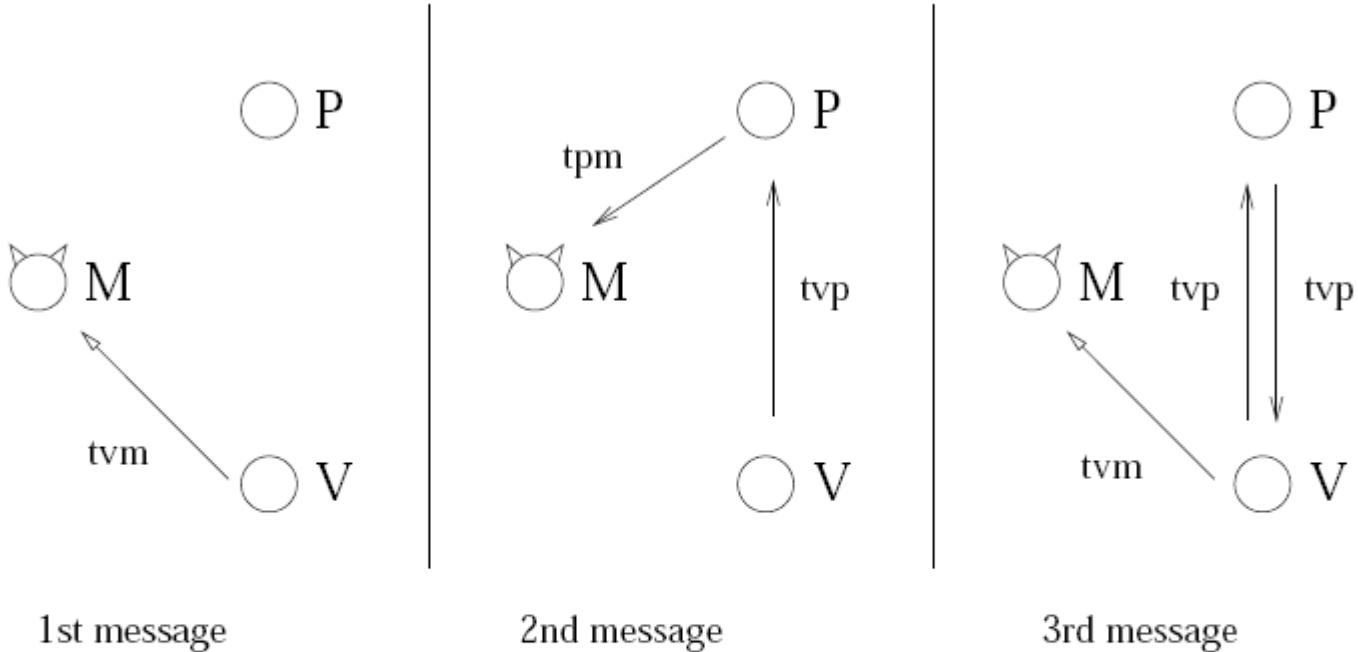 P
M
tvm
V
1st message
P
tpm
M
tvp
V
2nd message
P
M
tvp
tvp
tvm
V
3rd message